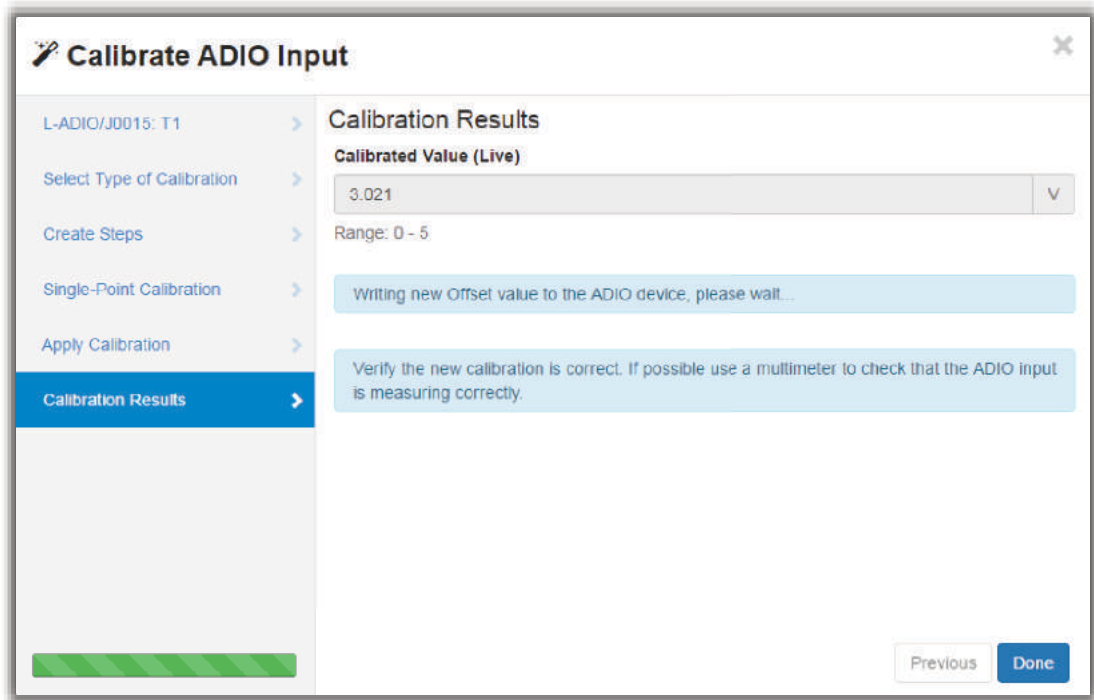 Calibrate ADIO Input
L-ADIO/J0015: T1
Select Type of Calibration
Create Steps
Single-Point Calibration
Apply Calibration
Calibration Results
Calibration Results
Calibrated Value (Live)
3.021 V
Range: 0 - 5
Writing new Offset value to the ADIO device, please wait...
Verify the new calibration is correct. If possible use a multimeter to check that the ADIO input
is measuring correctly.
Previous Done